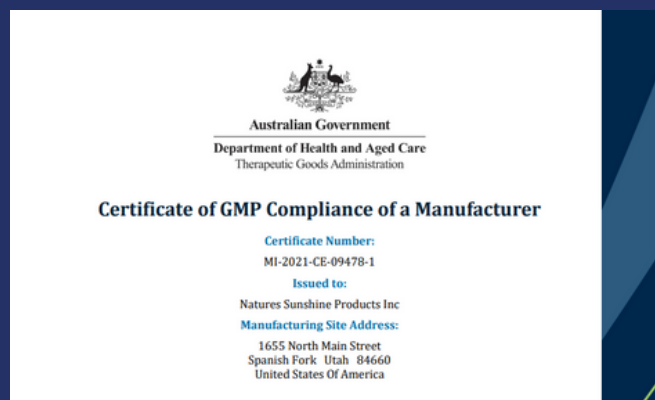 Australian Government
Department of Health and Aged Care
Therapeutic Goods Administration
Certificate of GMP Compliance of a Manufacturer
Certificate Number:
MI-2021-CE-09478-1
Issued to:
Natures Sunshine Products Inc
Manufacturing Site Address:
1655 North Main Street
Spanish Fork Utah 84660
United States Of America